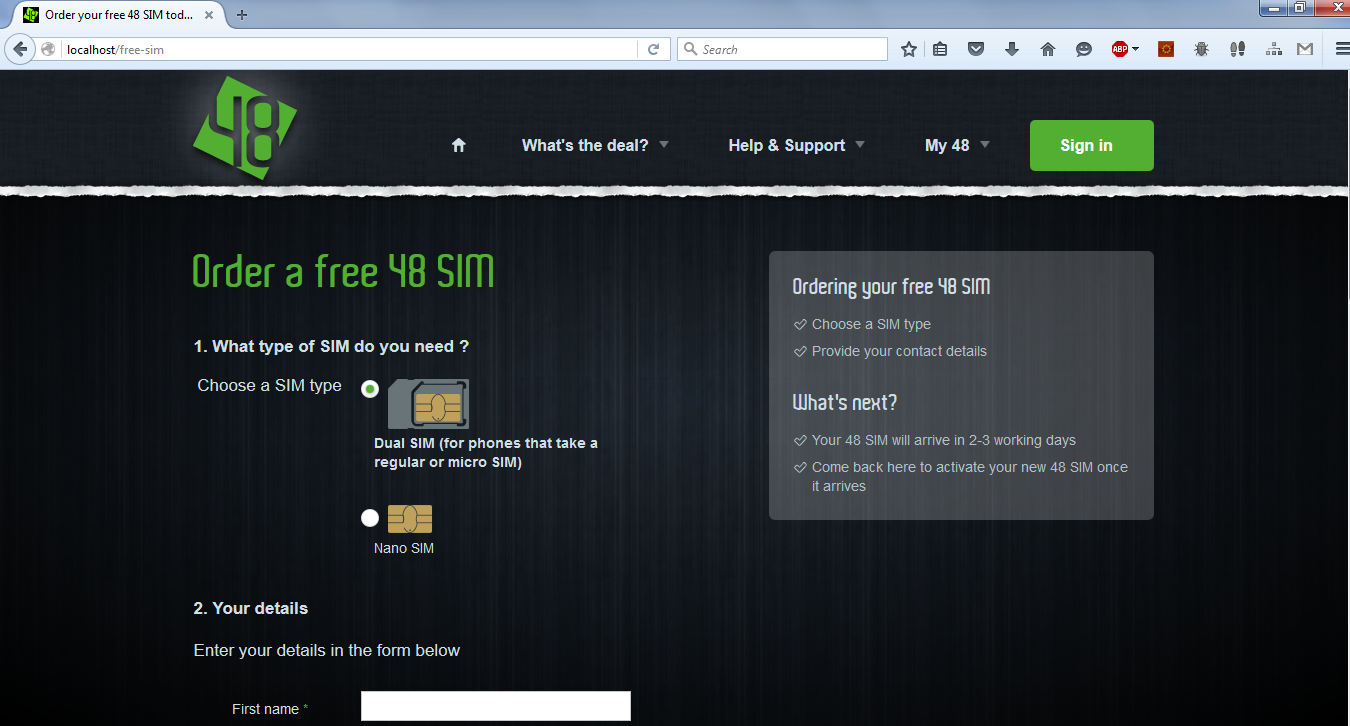 Order your free 48 SIM tod...
localhost/free-sim
Search
ABP
48
What's the deal?
Help & Support
My 48
Sign in
Order a free 48 SIM
1. What type of SIM do you need ?
Choose a SIM type
Dual SIM (for phones that take a
regular or micro SIM)
Nano SIM
2. Your details
Enter your details in the form below
First name *
Ordering your free 48 SIM
Choose a SIM type
Provide your contact details
What's next?
Your 48 SIM will arrive in 2-3 working days
Come back here to activate your new 48 SIM once
it arrives